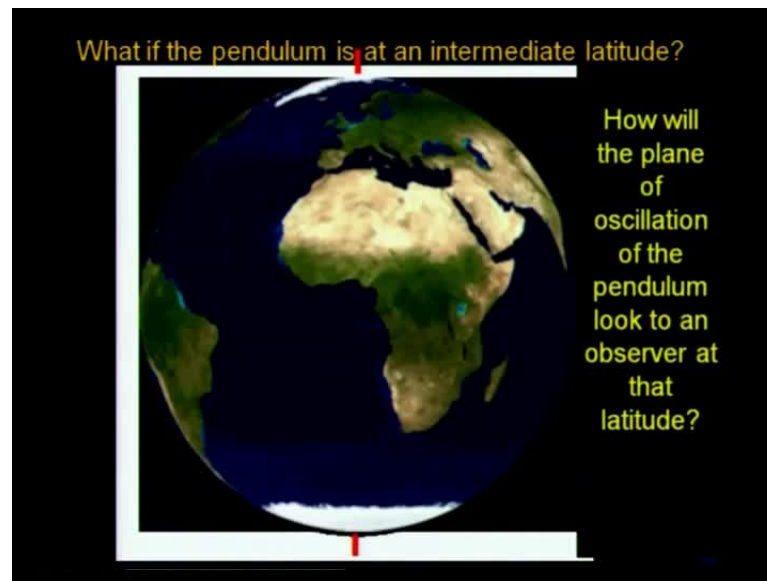 What if the pendulum is at an intermediate latitude?
How will
the plane
of
oscillation
of the
pendulum
look to an
observer at
that
latitude?